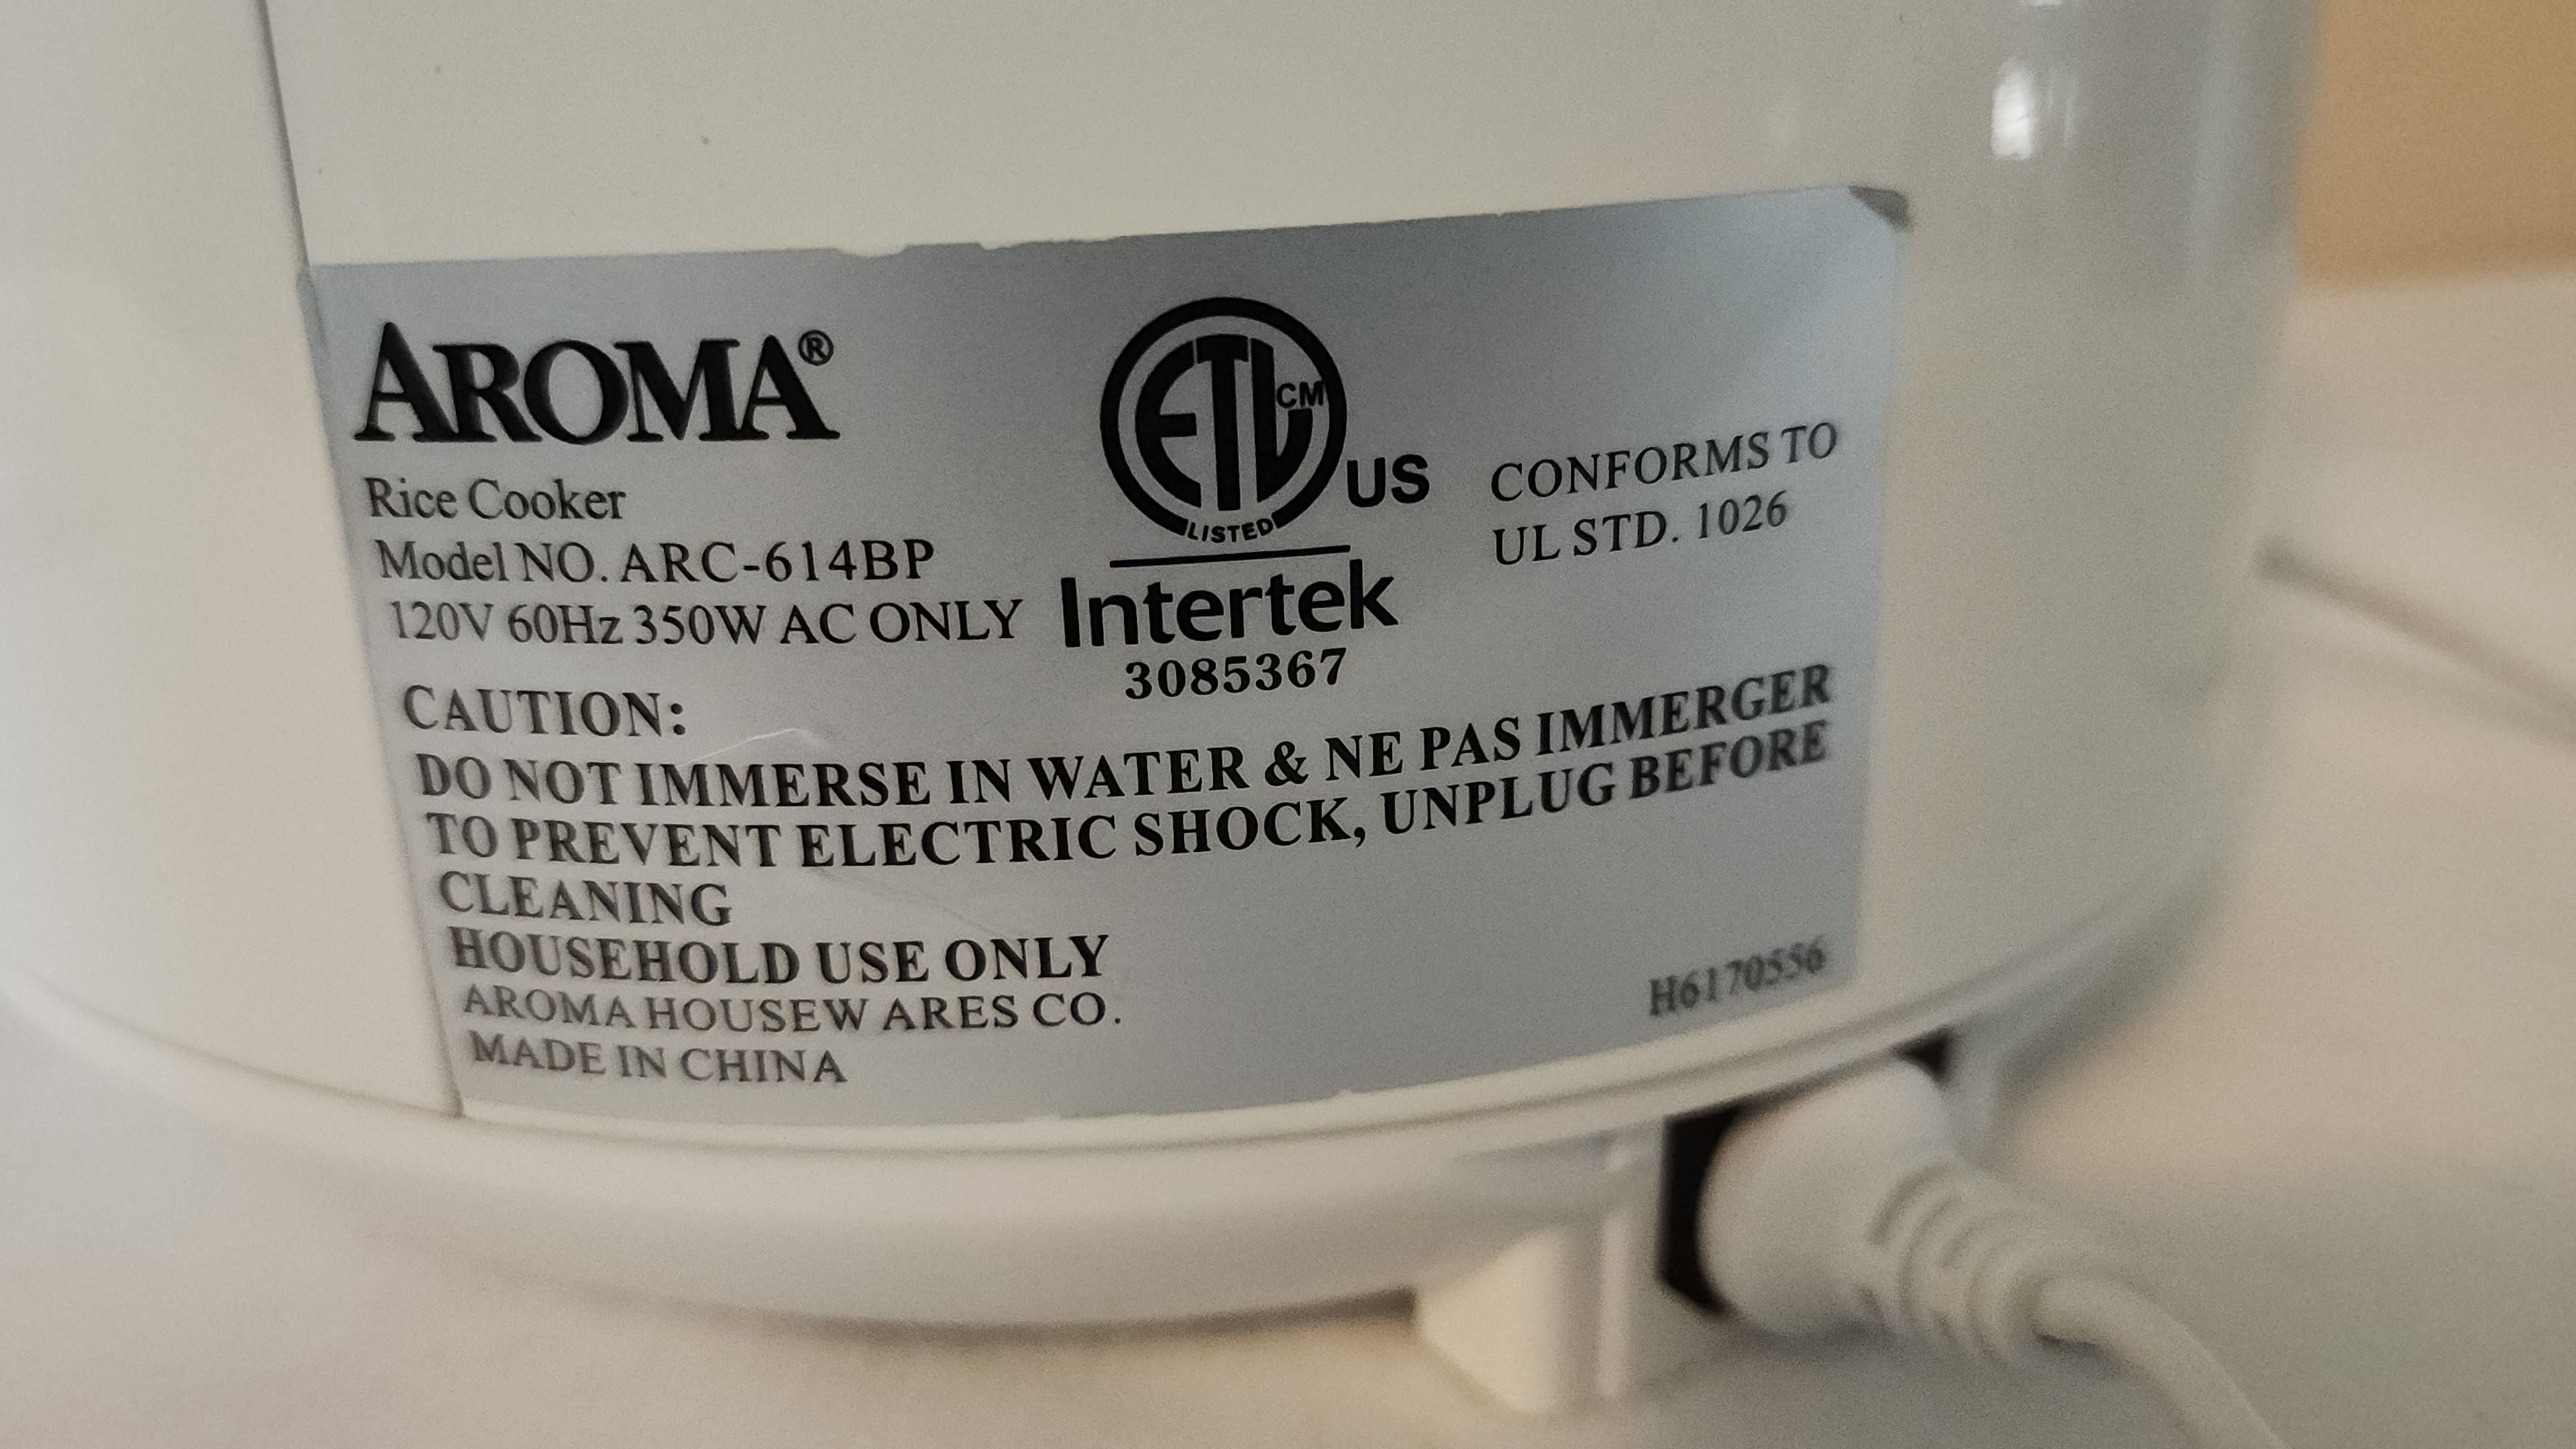 AROMA®
Rice Cooker
Model NO. ARC-614BP
120V 60Hz 350W AC ONLY
ETL CM
LISTED
US
Intertek
3085367
CONFORMS TO
UL STD. 1026
CAUTION:
DO NOT IMMERSE IN WATER & NE PAS IMMERGER
TO PREVENT ELECTRIC SHOCK, UNPLUG BEFORE
CLEANING
HOUSEHOLD USE ONLY
AROMA HOUSEW ARES CO.
MADE IN CHINA
H6170556